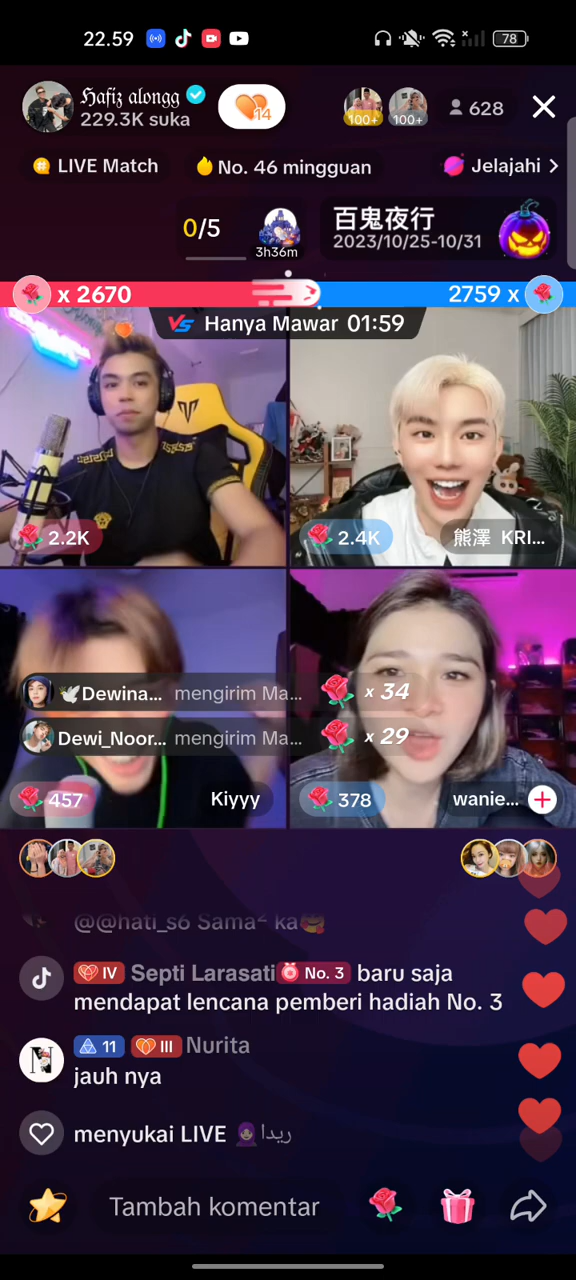 22.59
78
ℌ𝔞𝔣𝔦𝔷 𝔞𝔩𝔬𝔫𝔤𝔤
229.3K suka
14
100+
100+
628
LIVE Match
No. 46 mingguan
Jelajahi
0/5
3h36m
百鬼夜行
2023/10/25-10/31
x 2670
2759 x
VS Hanya Mawar 01:59
2.2K
2.4K
熊澤 KRI...
🕊Dewina... mengirim Ma... x 34
Dewi_Noor... mengirim Ma... x 29
457
Kiyyy
378
wanie...
@@hati_s6 Sama² ka🥰
IV Septi Larasati No. 3 baru saja
mendapat lencana pemberi hadiah No. 3
11 III Nurita
jauh nya
menyukai LIVE 🧕ريدا
Tambah komentar